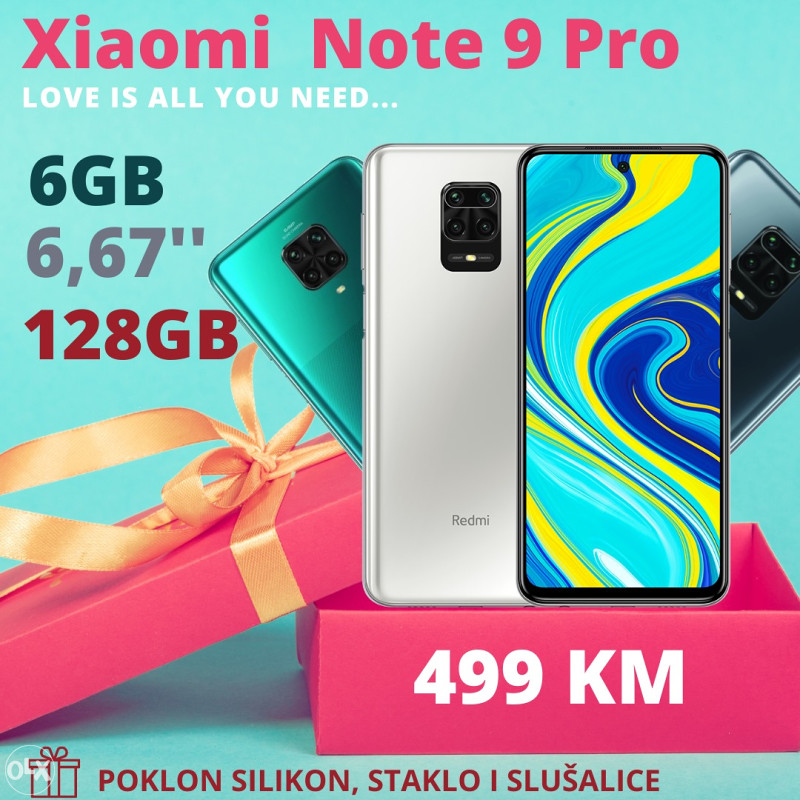 Xiaomi Note 9 Pro
LOVE IS ALL YOU NEED...
6GB
6,67''
128GB
Redmi
499 KM
OLX
POKLON SILIKON, STAKLO I SLUŠALICE